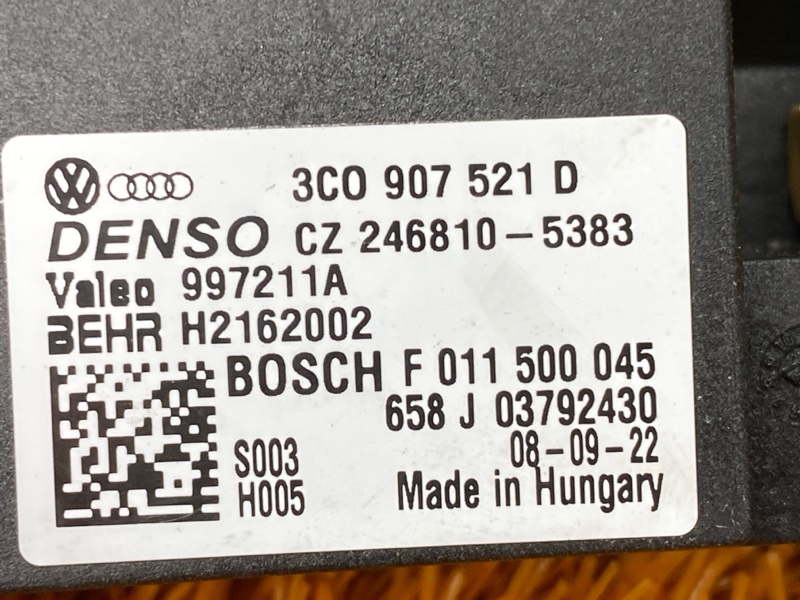 VW 3C0 907 521 D
DENSO CZ 246810-5383
Valeo 997211A
BEHR H2162002
BOSCH F 011 500 045
658 J 03792430
S003 08-09-22
H005 Made in Hungary